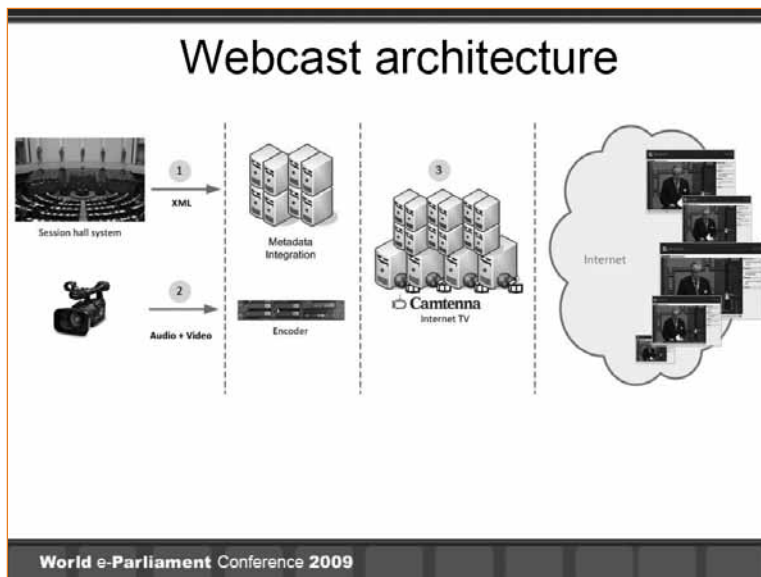 Webcast architecture
1
XML
Session hall system
Metadata
Integration
2
Audio + Video
Encoder
3
Camtenna
Internet TV
Internet
World e-Parliament Conference 2009